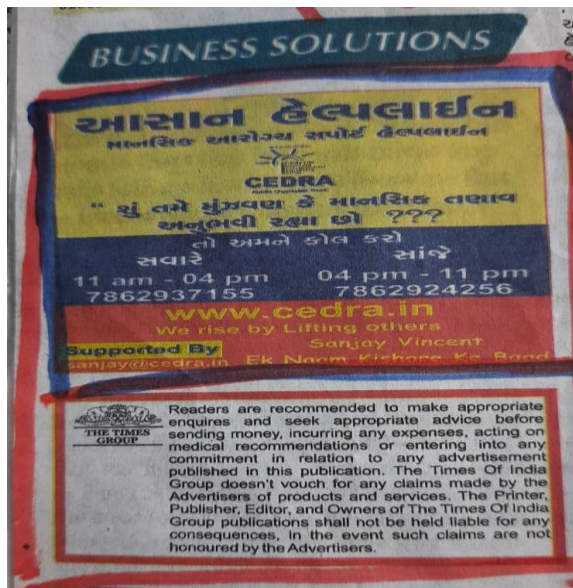 BUSINESS SOLUTIONS
આસાન હેલ્પલાઈન
માનસિક આરોગ્ય સપોર્ટ હેલ્પલાઈન
CEDRA
“ શું તમે મુંઝવણ કે માનસિક તણાવ
અનુભવી રહ્યા છો ???
તો અમને કોલ કરો
સવારે
સાંજે
11 am - 04 pm
04 pm - 11 pm
7862937155
7862924256
www.cedra.in
We rise by Lifting others
Supported By
Sanjay Vincent
sanjay@cedra.in
Ek Naam Kishore Ke Baad
THE TIMES
GROUP
Readers are recommended to make appropriate
enquires and seek appropriate advice before
sending money, incurring any expenses, acting on
medical recommendations or entering into any
commitment in relation to any advertisement
published in this publication. The Times Of India
Group doesn't vouch for any claims made by the
Advertisers of products and services. The Printer,
Publisher, Editor, and Owners of The Times Of India
Group publications shall not be held liable for any
consequences, in the event such claims are not
honoured by the Advertisers.